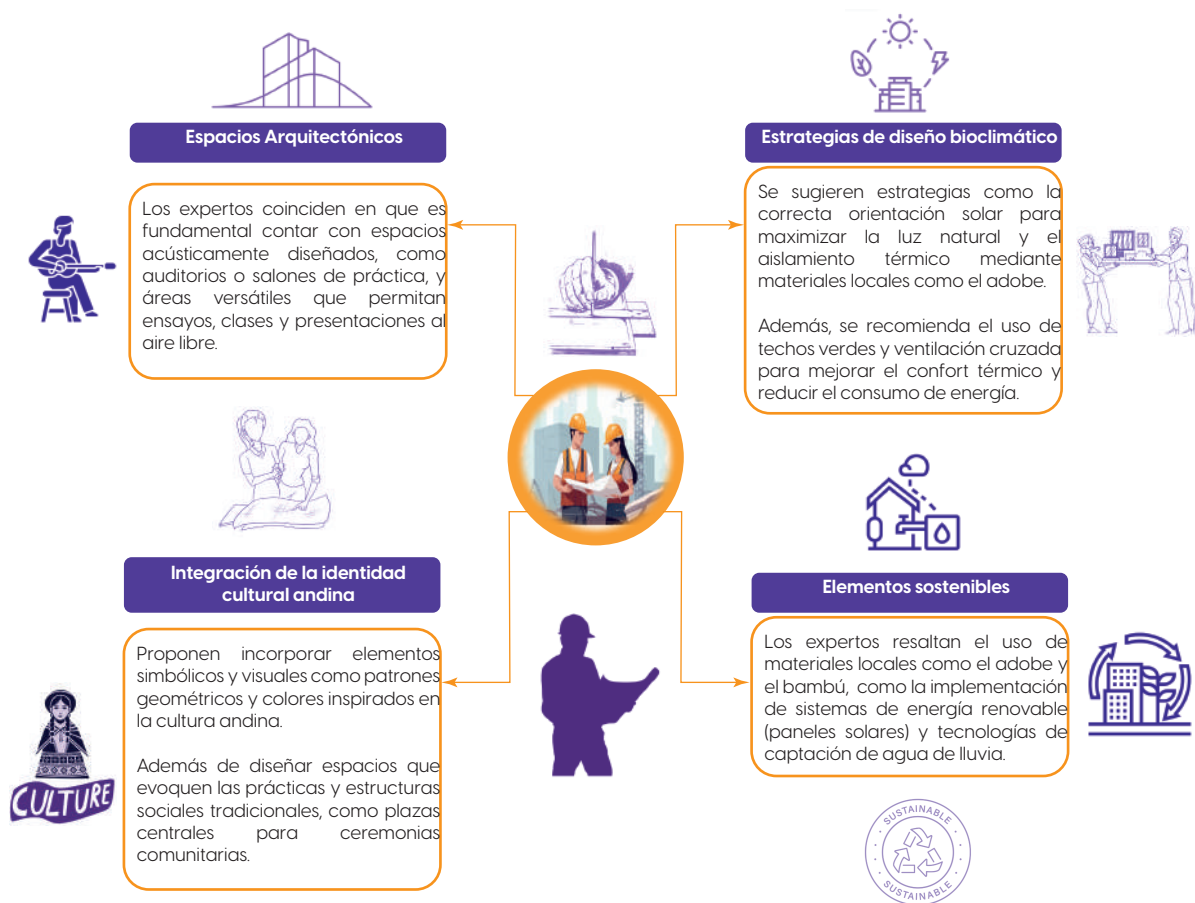 Espacios Arquitectónicos
Los expertos coinciden en que es
fundamental contar con espacios
acústicamente diseñados, como
auditorios o salones de práctica, y
áreas versátiles que permitan
ensayos, clases y presentaciones al
aire libre.
Estrategias de diseño bioclimático
Se sugieren estrategias como la
correcta orientación solar para
maximizar la luz natural y el
aislamiento térmico mediante
materiales locales como el adobe.
Además, se recomienda el uso de
techos verdes y ventilación cruzada
para mejorar el confort térmico y
reducir el consumo de energía.
Integración de la identidad
cultural andina
Proponen incorporar elementos
simbólicos y visuales como patrones
geométricos y colores inspirados en
la cultura andina.
Además de diseñar espacios que
evoquen las prácticas y estructuras
sociales tradicionales, como plazas
centrales para ceremonias
comunitarias.
CULTURE
Elementos sostenibles
Los expertos resaltan el uso de
materiales locales como el adobe y
el bambú, como la implementación
de sistemas de energía renovable
(paneles solares) y tecnologías de
captación de agua de lluvia.
SUSTAINABLE
SUSTAINABLE